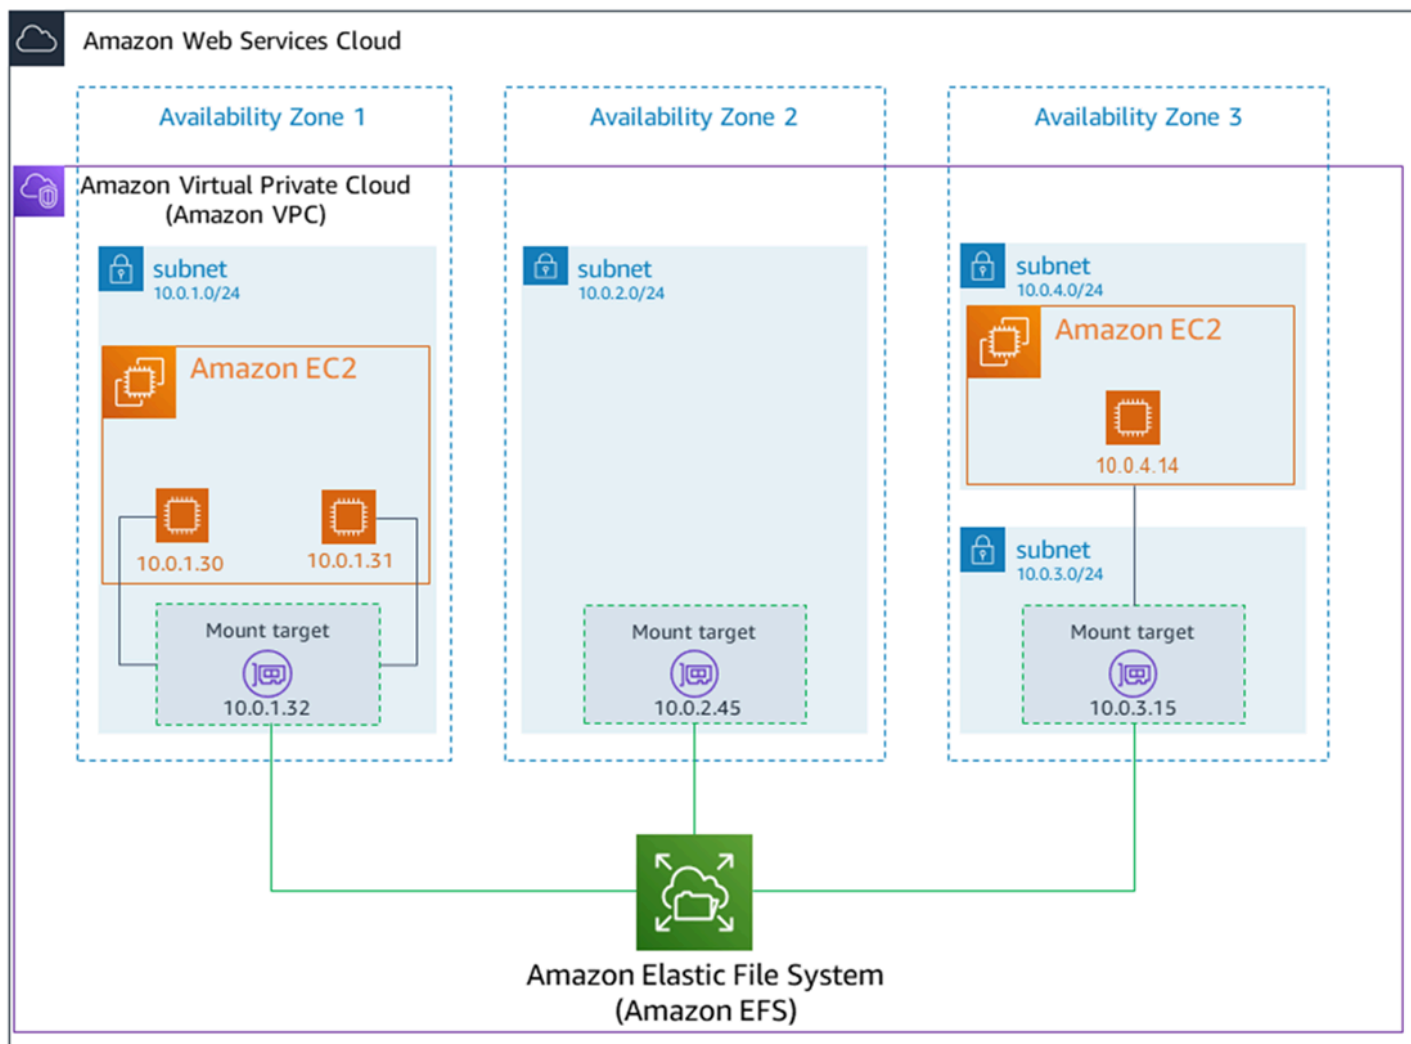 Amazon Web Services Cloud
Availability Zone 1
Availability Zone 2
Availability Zone 3
Amazon Virtual Private Cloud
(Amazon VPC)
subnet
10.0.1.0/24
Amazon EC2
10.0.1.30
10.0.1.31
Mount target
10.0.1.32
subnet
10.0.2.0/24
Mount target
10.0.2.45
subnet
10.0.4.0/24
Amazon EC2
10.0.4.14
subnet
10.0.3.0/24
Mount target
10.0.3.15
Amazon Elastic File System
(Amazon EFS)